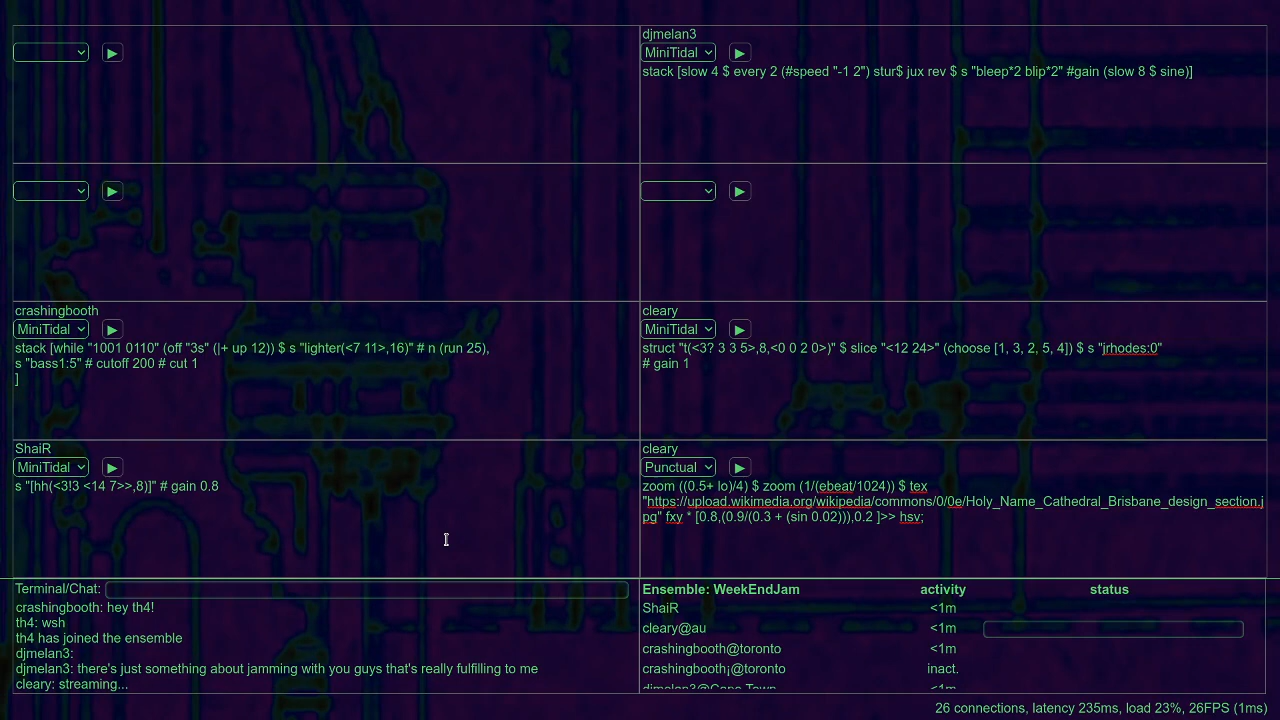 djmelan3
MiniTidal
stack [slow 4 $ every 2 (#speed "-1 2") stur$ jux rev $ s "bleep*2 blip*2" #gain (slow 8 $ sine)]
crashingbooth
MiniTidal
stack [while "1001 0110" (off "3s" (|+ up 12)) $ s "lighter(<7 11>,16)" # n (run 25),
s "bass1:5" # cutoff 200 # cut 1
]
cleary
MiniTidal
struct "t(<3? 3 3 5>,8,<0 0 2 0>)" $ slice "<12 24>" (choose [1, 3, 2, 5, 4]) $ s "jrhodes:0"
# gain 1
ShaiR
MiniTidal
s "[hh(<3!3 <14 7>>,8)]" # gain 0.8
cleary
Punctual
zoom ((0.5+ lo)/4) $ zoom (1/(ebeat/1024)) $ tex
"https://upload.wikimedia.org/wikipedia/commons/0/0e/Holy_Name_Cathedral_Brisbane_design_section.j
pg" fxy * [0.8,(0.9/(0.3 + (sin 0.02))),0.2 ]>> hsv;
Terminal/Chat:
crashingbooth: hey th4!
th4: wsh
th4 has joined the ensemble
djmelan3:
djmelan3: there's just something about jamming with you guys that's really fulfilling to me
cleary: streaming...
Ensemble: WeekEndJam activity status
ShaiR <1m
cleary@au <1m
crashingbooth@toronto <1m
crashingbooth¡@toronto inact.
djmelan3@Cape Town <1m
26 connections, latency 235ms, load 23%, 26FPS (1ms)